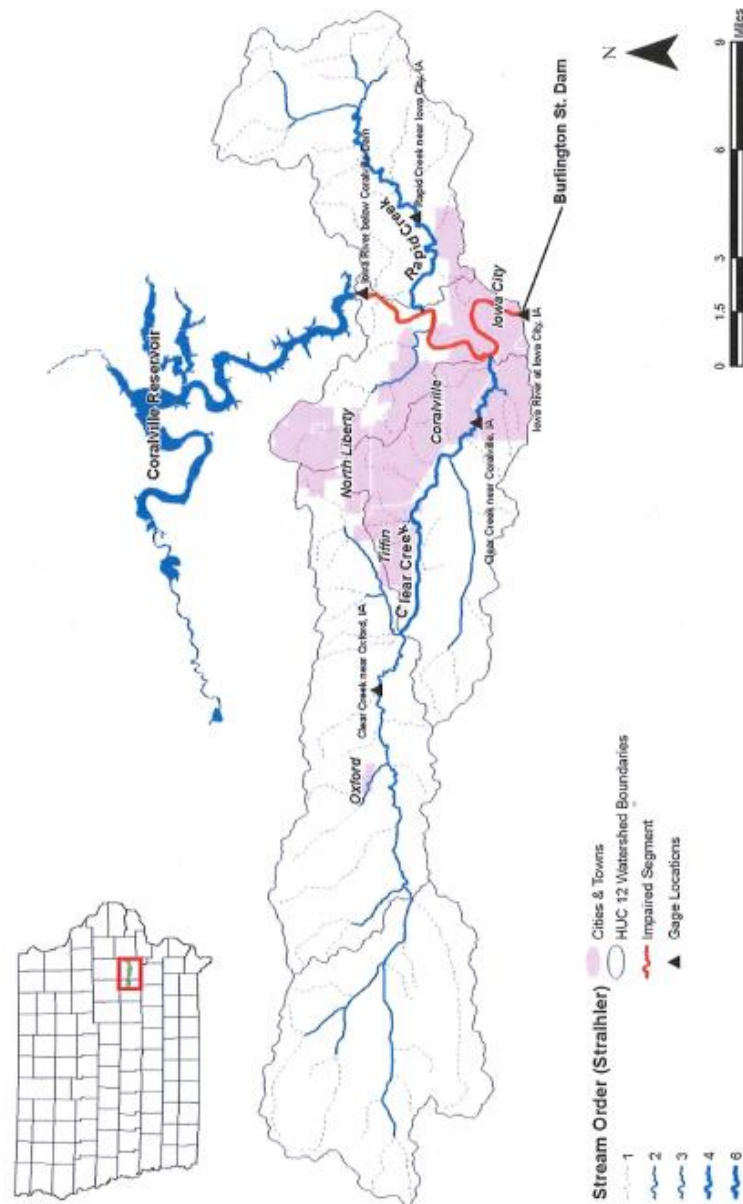 Coralville Reservoir
Iowa River below Coralville Dam
Rapid Creek near Iowa City, IA
Rapid Creek
North Liberty
Tiffin
Coralville
Iowa City
Clear Creek
Clear Creek near Oxford, IA
Oxford
Clear Creek near Coralville, IA
Iowa River at Iowa City, IA
Burlington St. Dam
N
0 1.5 3 6 9
Miles
Stream Order (Stralhler)
1
2
3
4
6
Cities & Towns
HUC 12 Watershed Boundaries
Impaired Segment
Gage Locations